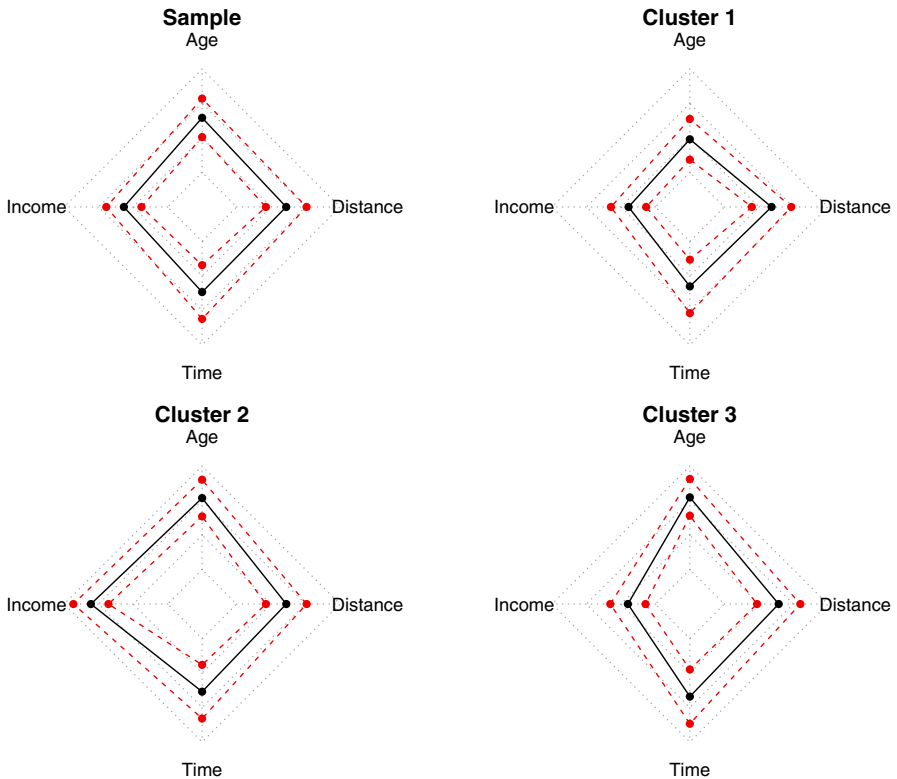 Sample
Age
Income
Distance
Time
Cluster 1
Age
Income
Distance
Time
Cluster 2
Age
Income
Distance
Time
Cluster 3
Age
Income
Distance
Time